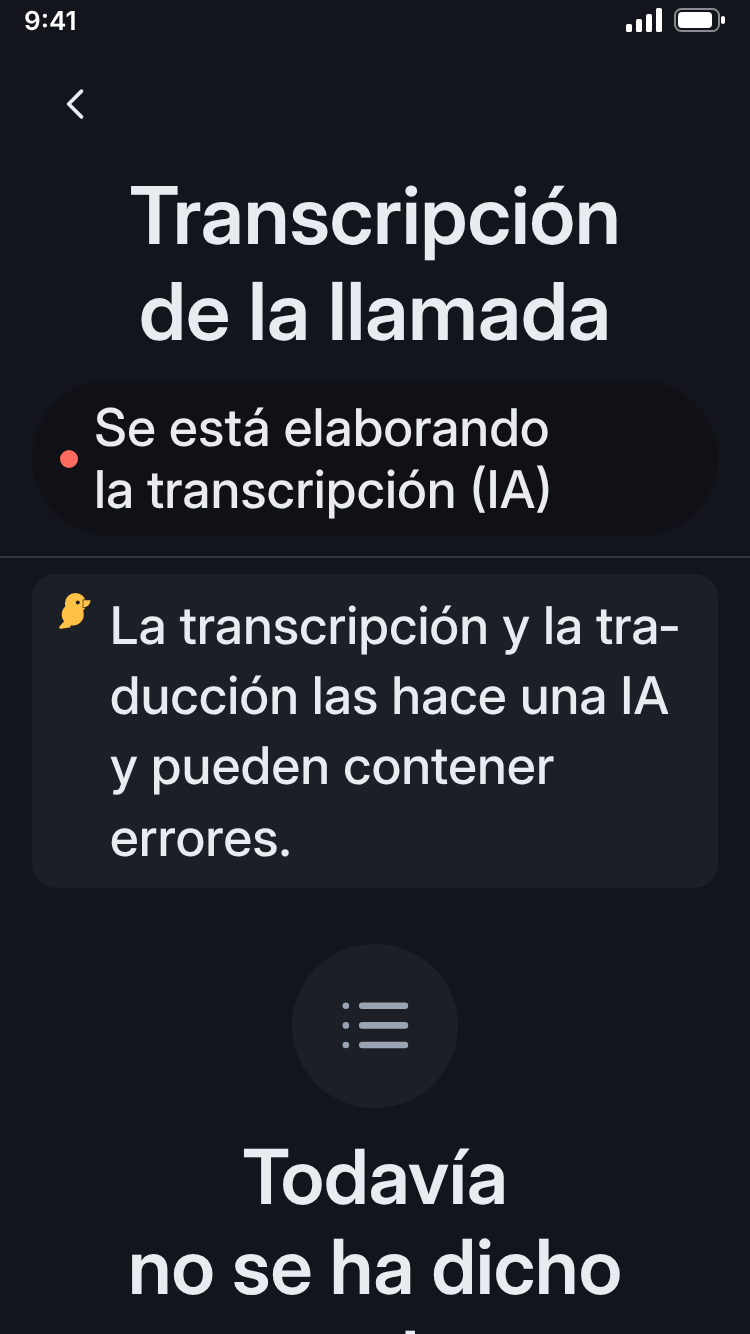 9:41
Transcripción
de la llamada
Se está elaborando
la transcripción (IA)
La transcripción y la tra-
ducción las hace una IA
y pueden contener
errores.
Todavía
no se ha dicho